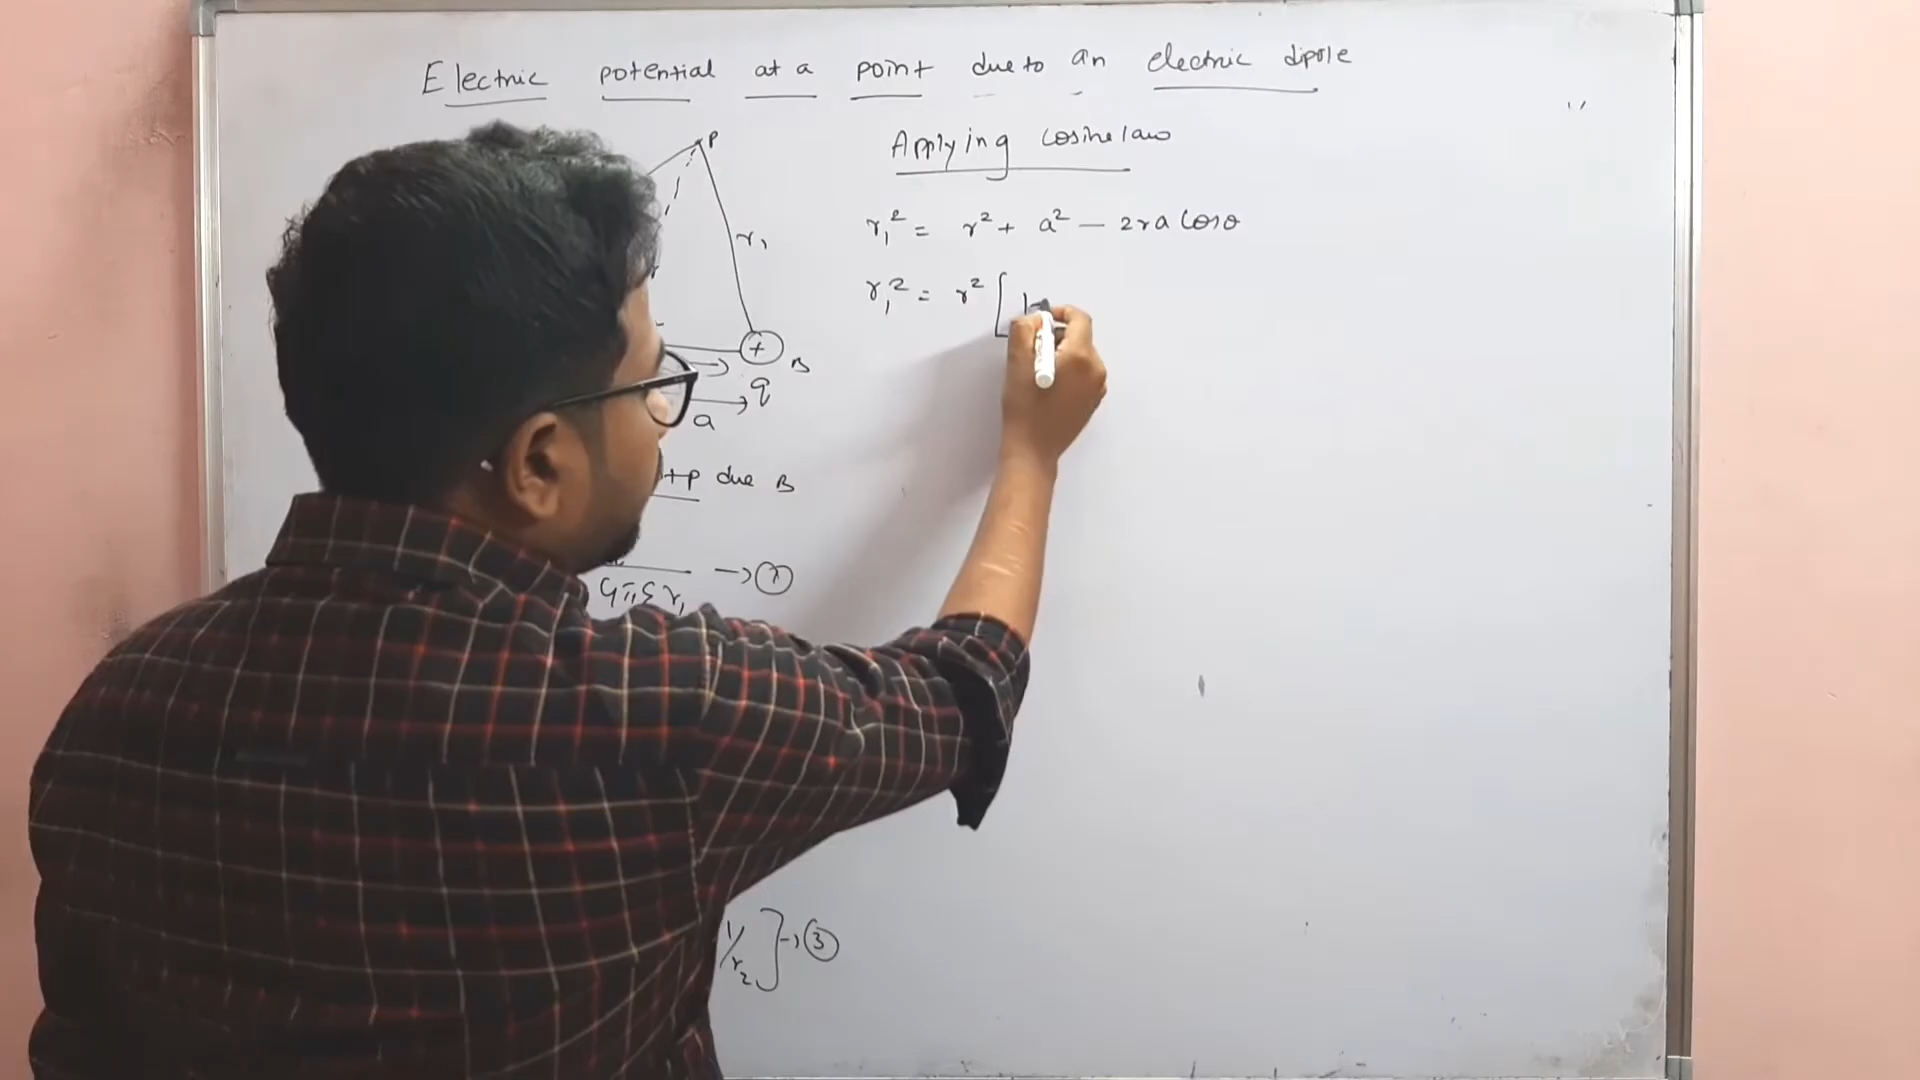 Electric potential at a point due to an electric dipole
P
r₁
+ B
q
a
+P due B
4πε r₁ →①
1/r₂ ] →③
Applying cosine law
r₁² = r² + a² — 2ra Cosθ
r₁² = r² [ 1